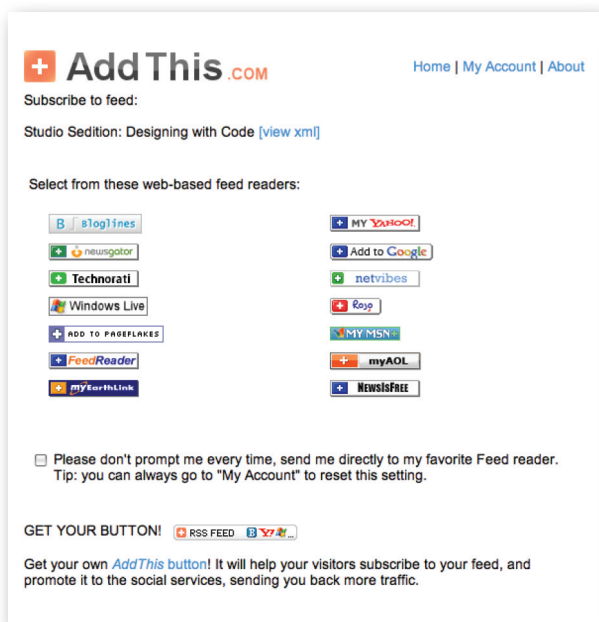 AddThis.COM
Home | My Account | About
Subscribe to feed:
Studio Sedition: Designing with Code [view xml]
Select from these web-based feed readers:
B Bloglines
MY YAHOO!
newsgator
Add to Google
Technorati
netvibes
Windows Live
Rojo
ADD TO PAGEFLAKES
MY MSN
FeedReader
myAOL
myEarthLink
NEWSISFREE
Please don't prompt me every time, send me directly to my favorite Feed reader.
Tip: you can always go to "My Account" to reset this setting.
GET YOUR BUTTON! RSS FEED B Y! ...
Get your own AddThis button! It will help your visitors subscribe to your feed, and
promote it to the social services, sending you back more traffic.